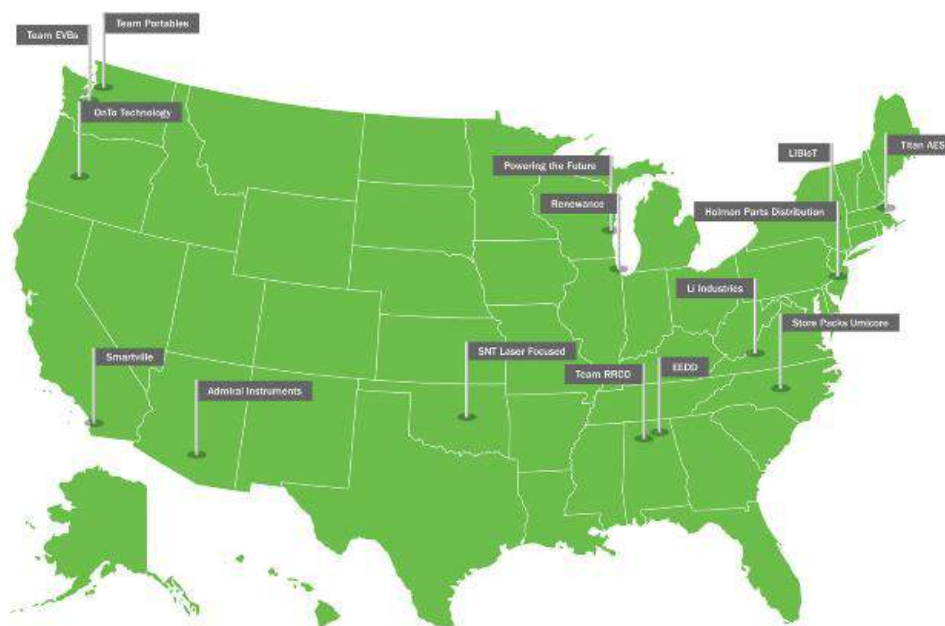 Team Portables
Team EVBs
OnTo Technology
Titan AES
LIBIoT
Powering the Future
Renewance
Holman Parts Distribution
Li Industries
Store Packs Umicore
SNT Laser Focused
Smartville
EEDD
Team RRCD
Admiral Instruments